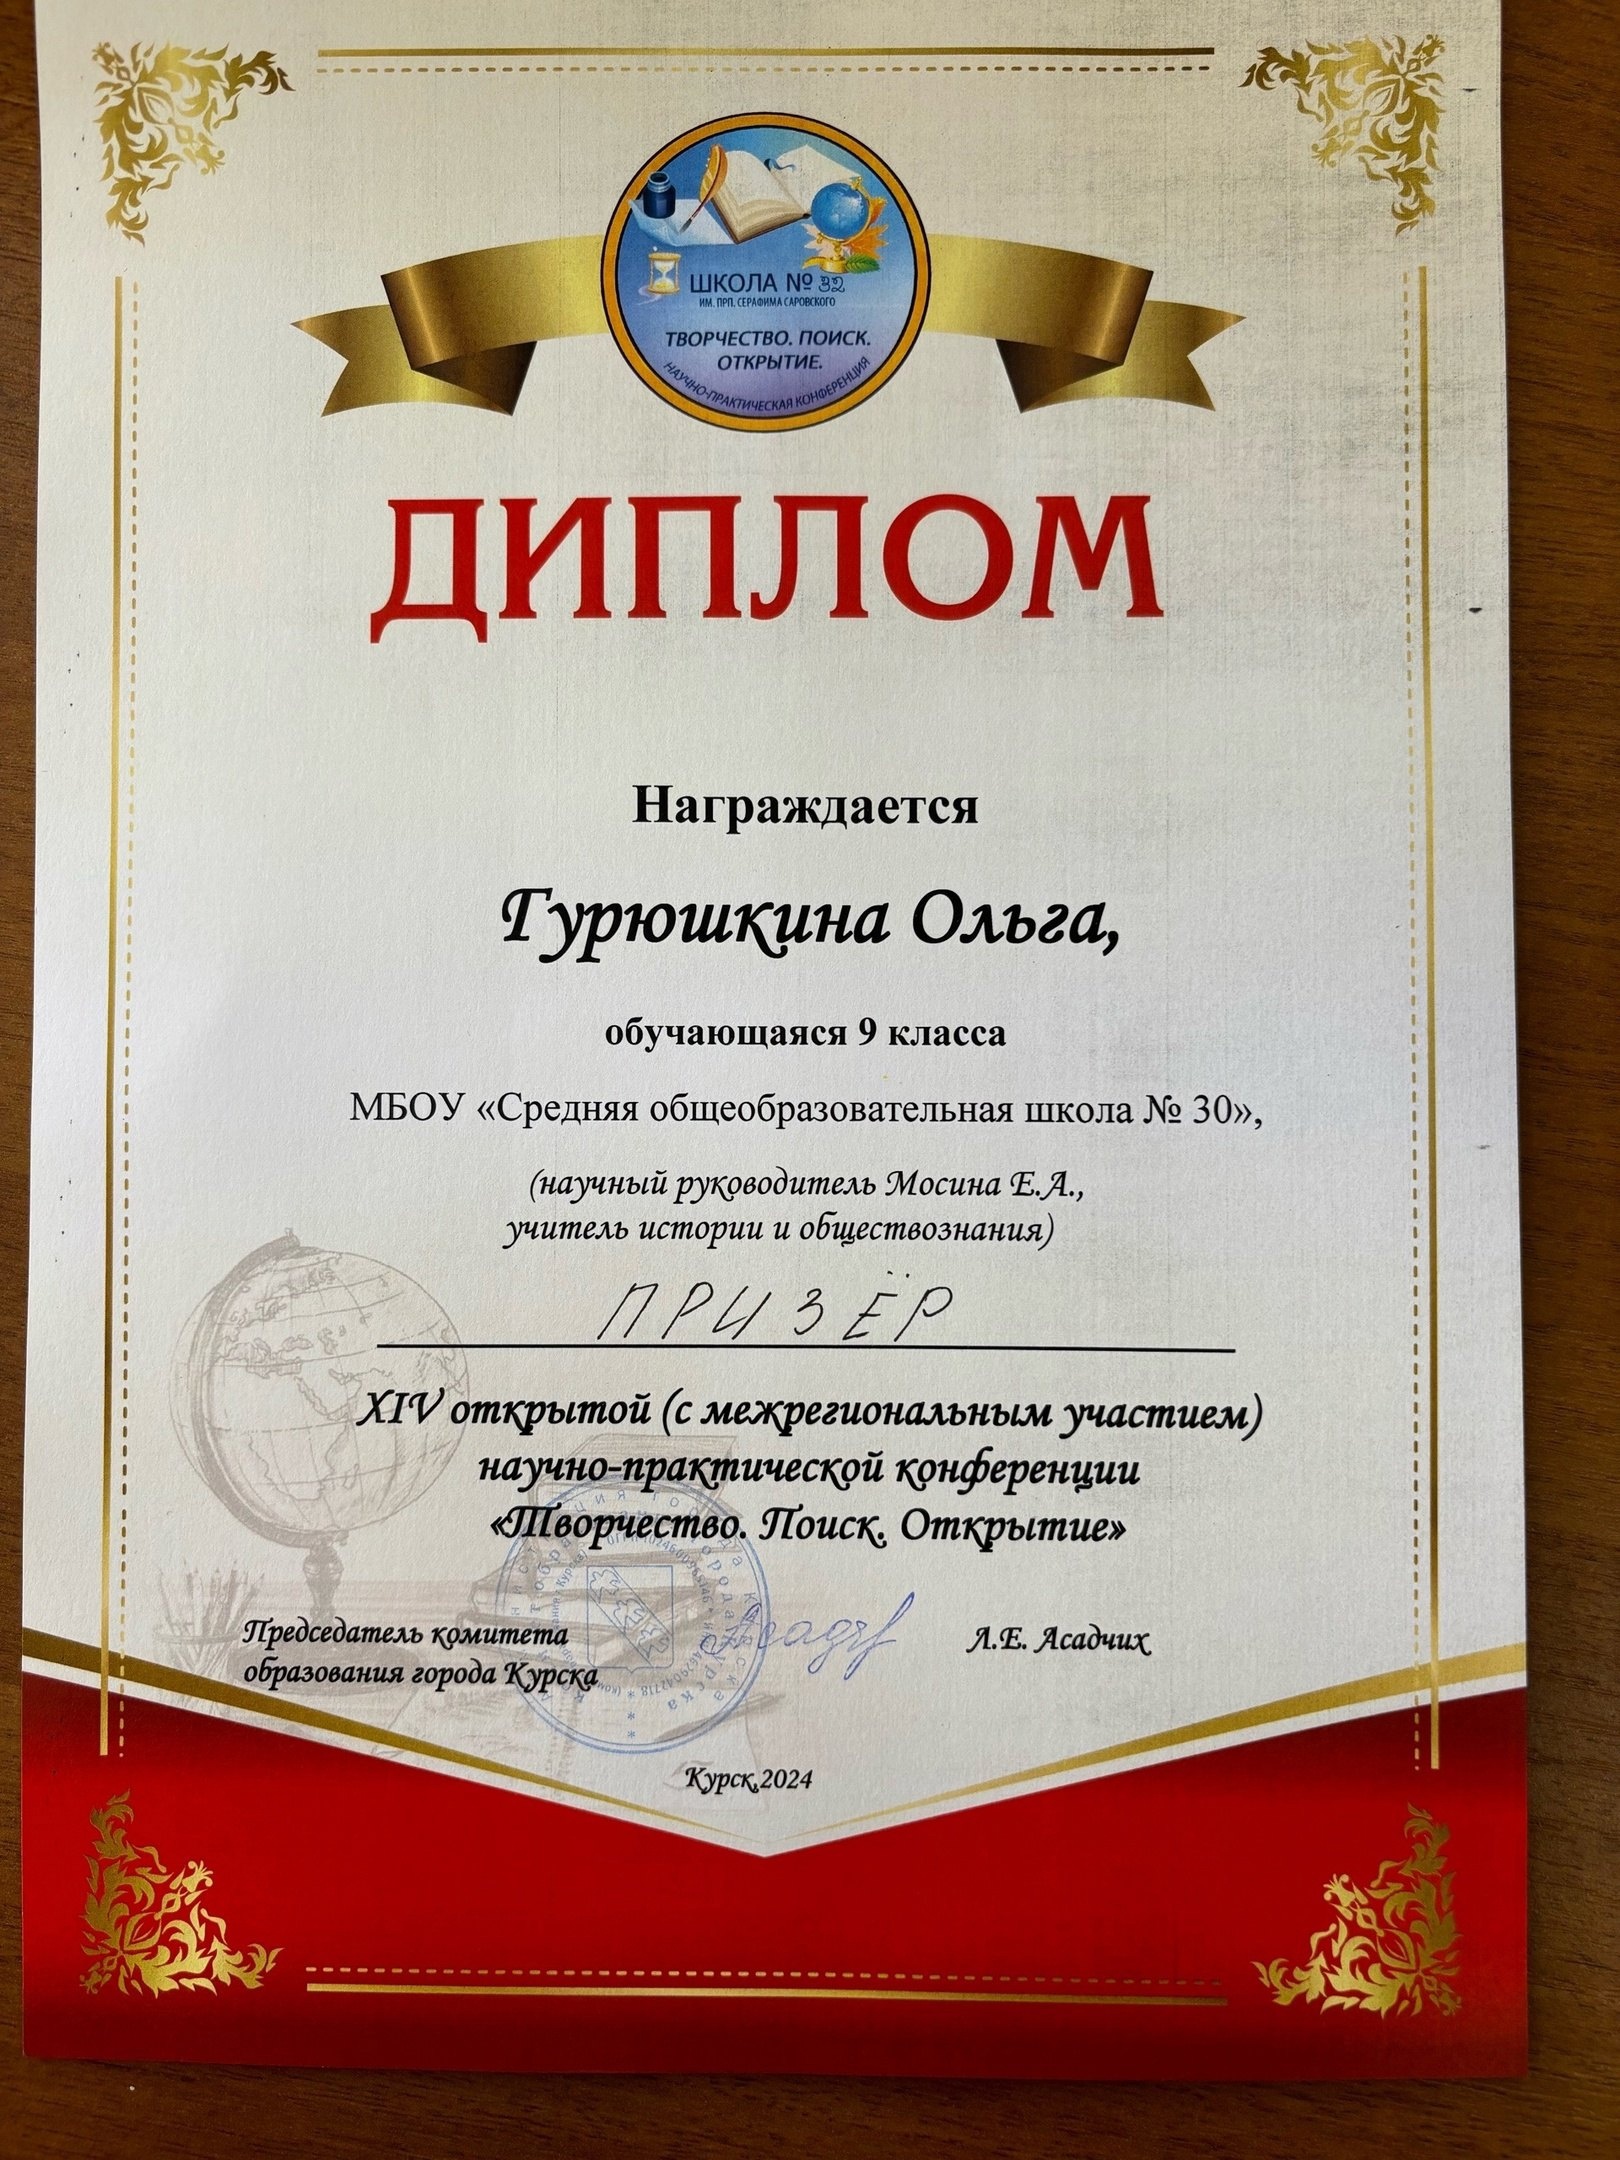 ШКОЛА № 32
ИМ. ПРП. СЕРАФИМА САРОВСКОГО
ТВОРЧЕСТВО. ПОИСК.
ОТКРЫТИЕ.
НАУЧНО-ПРАКТИЧЕСКАЯ КОНФЕРЕНЦИЯ
ДИПЛОМ
Награждается
Гурюшкина Ольга,
обучающаяся 9 класса
МБОУ «Средняя общеобразовательная школа № 30»,
(научный руководитель Мосина Е.А.,
учитель истории и обществознания)
ПРИЗЁР
XIV открытой (с межрегиональным участием)
научно-практической конференции
«Творчество. Поиск. Открытие»
Председатель комитета
образования города Курска
Л.Е. Асадчих
Курск,2024